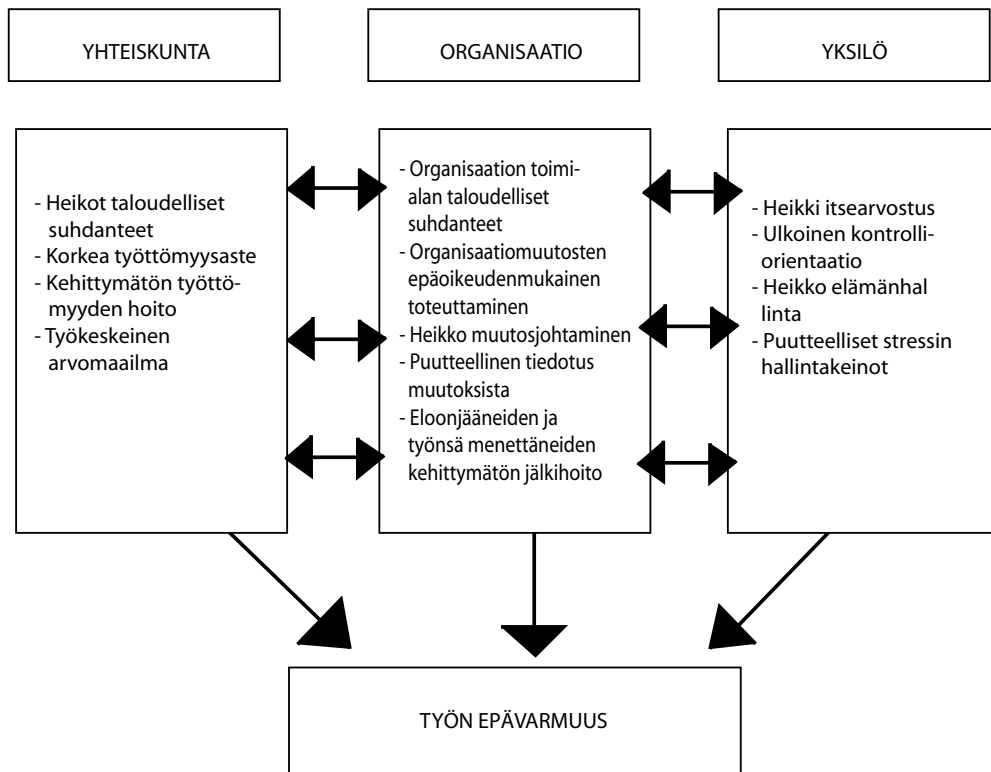 YHTEISKUNTA
ORGANISAATIO
YKSILÖ
- Heikot taloudelliset
suhdanteet
- Korkea työttömyysaste
- Kehittymätön työttö-
myyden hoito
- Työkeskeinen
arvomaailma
- Organisaation toimi-
alan taloudelliset
suhdanteet
- Organisaatiomuutosten
epäoikeudenmukainen
toteuttaminen
- Heikko muutosjohtaminen
- Puutteellinen tiedotus
muutoksista
- Eloonjääneiden ja
työnsä menettäneiden
kehittymätön jälkihoito
- Heikki itsearvostus
- Ulkoinen kontrolli-
orientaatio
- Heikko elämänhal
linta
- Puutteelliset stressin
hallintakeinot
TYÖN EPÄVARMUUS